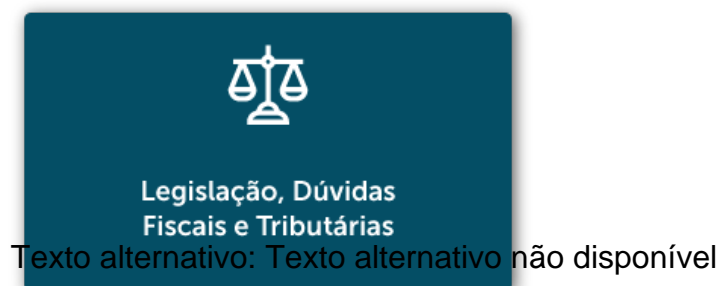 Legislação, Dúvidas
Fiscais e Tributárias
Texto alternativo: Texto alternativo não disponível